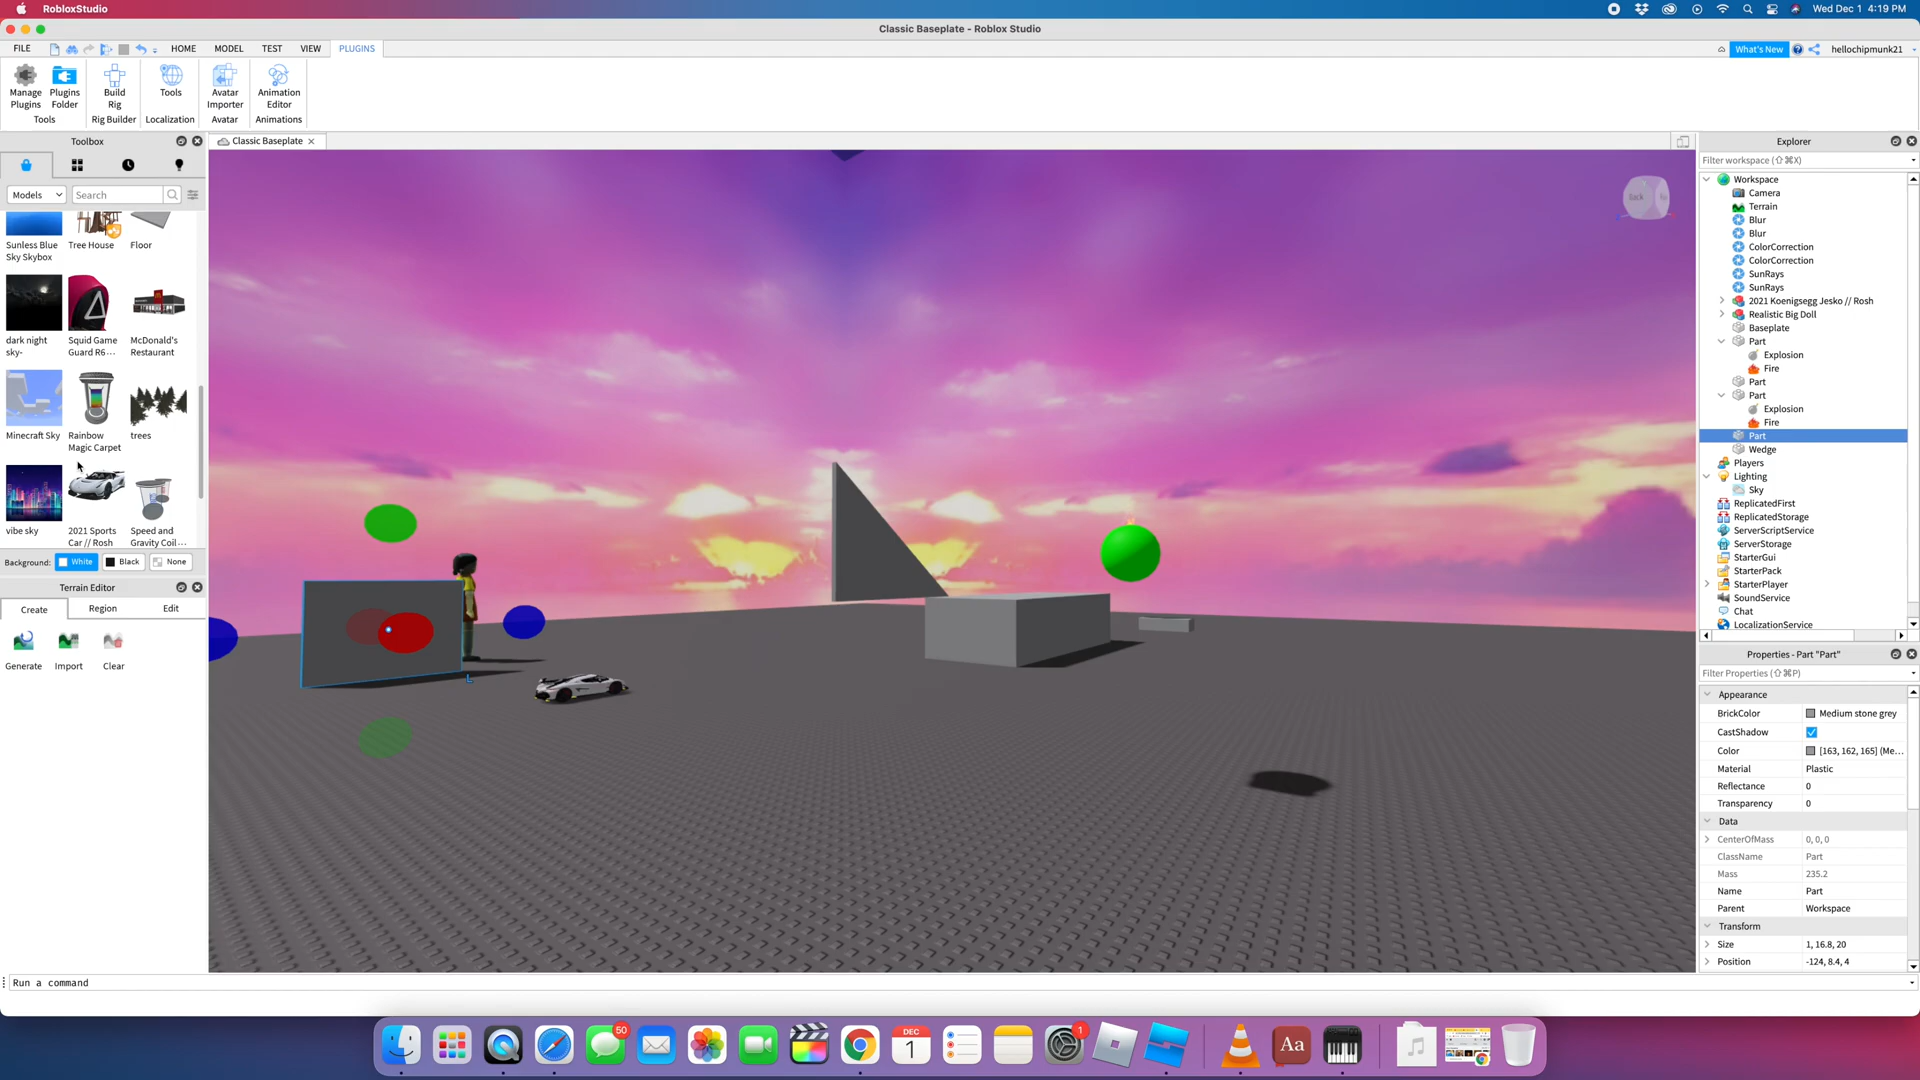 RobloxStudio
Wed Dec 1 4:19 PM
Classic Baseplate - Roblox Studio
FILE HOME MODEL TEST VIEW PLUGINS
What's New hellochipmunk21
Manage Plugins
Plugins Folder
Build Rig
Tools
Avatar Importer
Animation Editor
Tools Rig Builder Localization Avatar Animations
Toolbox
Classic Baseplate
Models Search
Sunless Blue Sky Skybox
Tree House
Floor
dark night sky-
Squid Game Guard R6...
McDonald's Restaurant
Minecraft Sky
Rainbow Magic Carpet
trees
vibe sky
2021 Sports Car // Rosh
Speed and Gravity Coil...
Background: White Black None
Terrain Editor
Create Region Edit
Generate Import Clear
Back
Explorer
Filter workspace (⇧⌘X)
Workspace
Camera
Terrain
Blur
Blur
ColorCorrection
ColorCorrection
SunRays
SunRays
2021 Koenigsegg Jesko // Rosh
Realistic Big Doll
Baseplate
Part
Explosion
Fire
Part
Part
Explosion
Fire
Part
Wedge
Players
Lighting
Sky
ReplicatedFirst
ReplicatedStorage
ServerScriptService
ServerStorage
StarterGui
StarterPack
StarterPlayer
SoundService
Chat
LocalizationService
Properties - Part "Part"
Filter Properties (⇧⌘P)
Appearance
BrickColor Medium stone grey
CastShadow
Color [163, 162, 165] (Me...
Material Plastic
Reflectance 0
Transparency 0
Data
CenterOfMass 0, 0, 0
ClassName Part
Mass 235.2
Name Part
Parent Workspace
Transform
Size 1, 16.8, 20
Position -124, 8.4, 4
Run a command
50
DEC
1
1
Aa